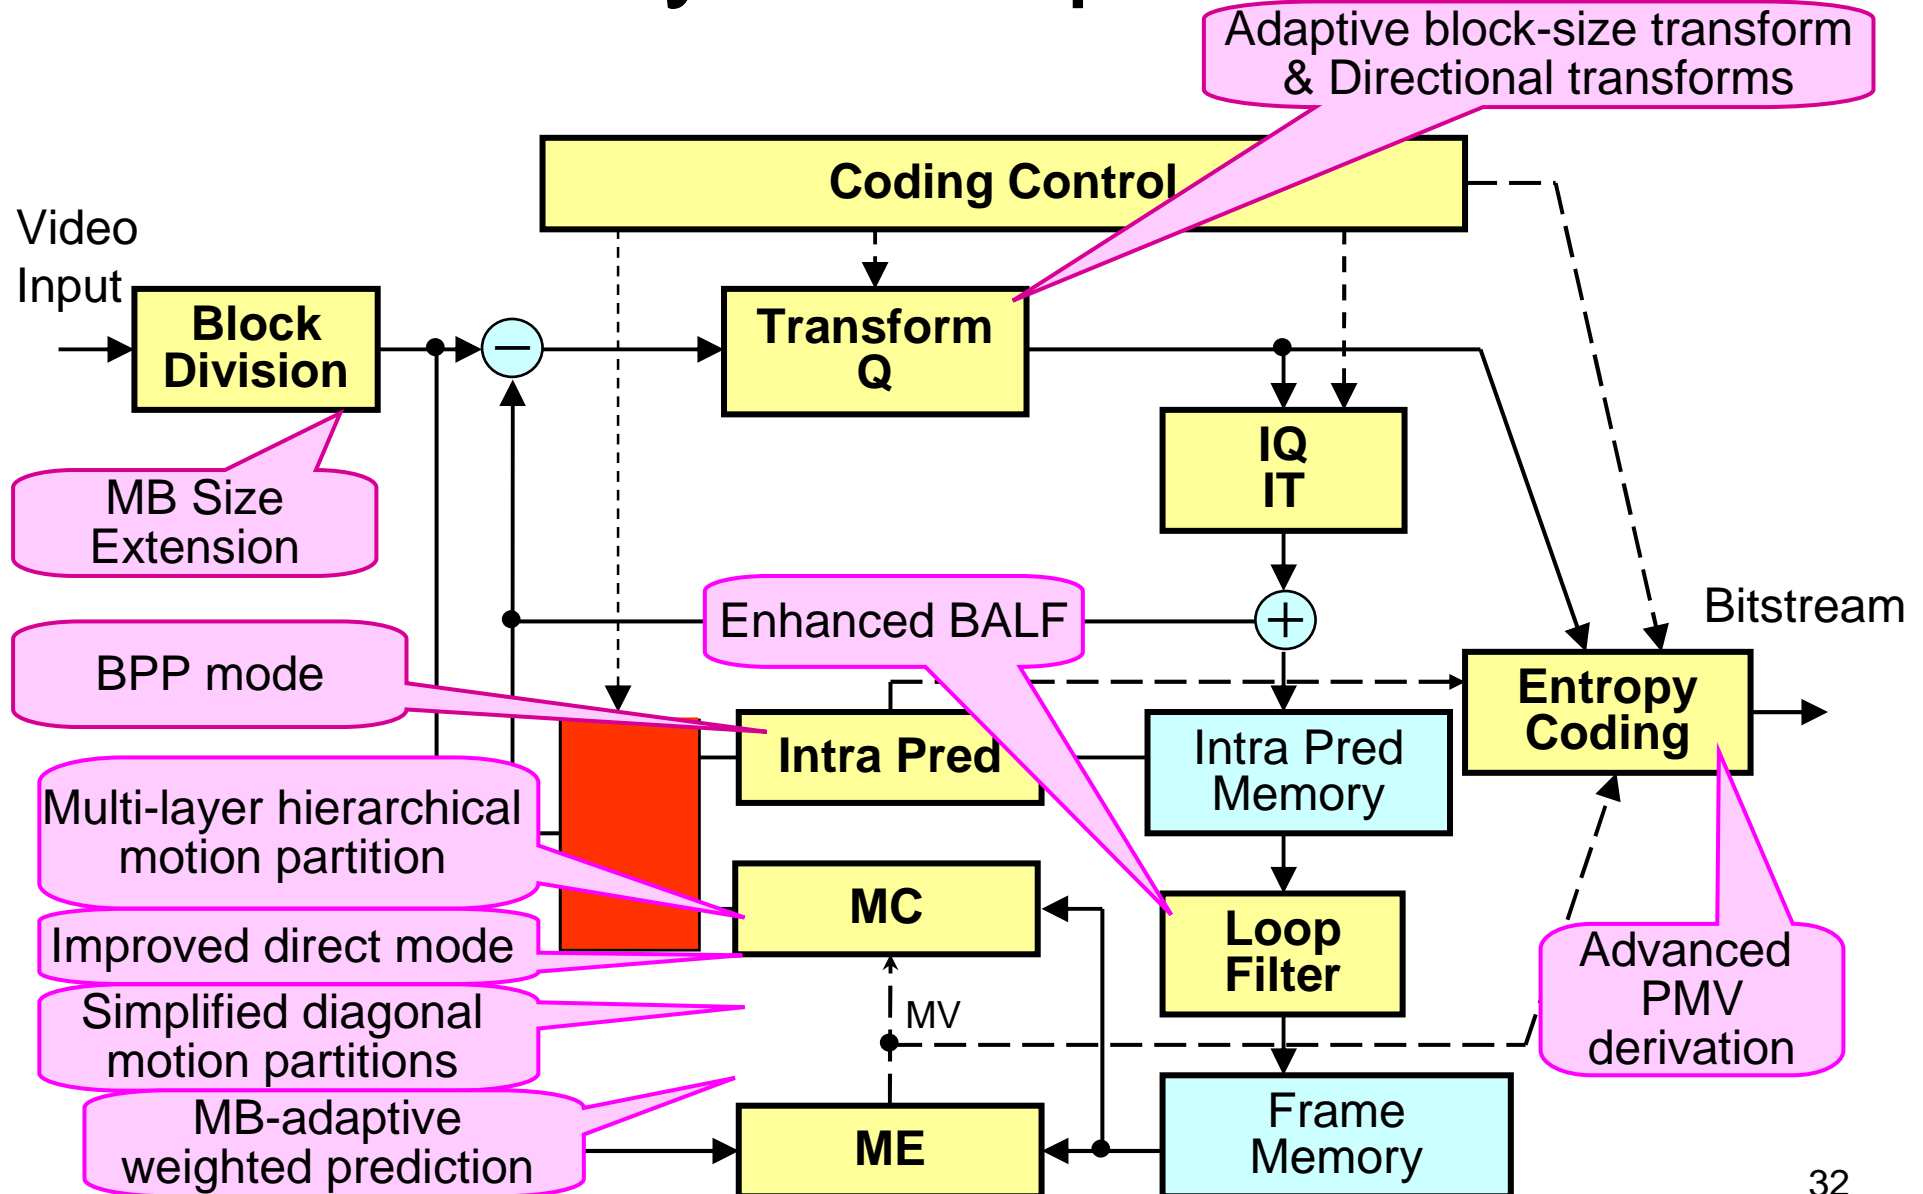 Adaptive block-size transform
& Directional transforms
Coding Control
Video
Input
Block
Division
−
Transform
Q
IQ
IT
MB Size
Extension
Enhanced BALF
+
Bitstream
BPP mode
Intra Pred
Intra Pred
Memory
Entropy
Coding
Multi-layer hierarchical
motion partition
MC
Loop
Filter
Improved direct mode
Advanced
PMV
derivation
Simplified diagonal
motion partitions
MV
MB-adaptive
weighted prediction
ME
Frame
Memory
32